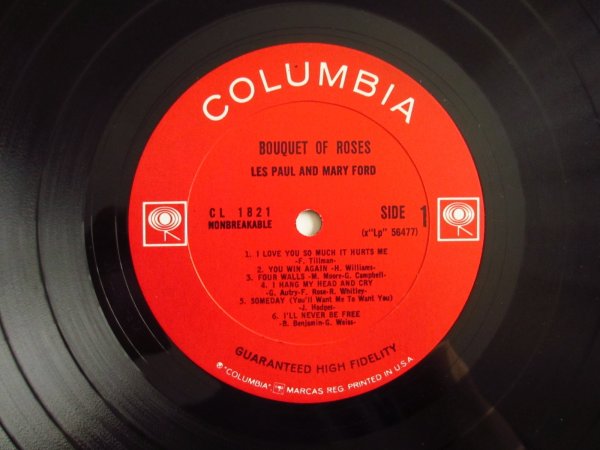 COLUMBIA
BOUQUET OF ROSES
LES PAUL AND MARY FORD
CL 1821
NONBREAKABLE
SIDE 1
(x"Lp" 56477)
1. I LOVE YOU SO MUCH IT HURTS ME
-F. Tillman-
2. YOU WIN AGAIN -H. Williams-
3. FOUR WALLS -M. Moore-G. Campbell-
4. I HANG MY HEAD AND CRY
-G. Autry-F. Rose-R. Whitley-
5. SOMEDAY (You'll Want Me To Want You)
-J. Hodges-
6. I'LL NEVER BE FREE
-B. Benjamin-G. Weiss-
GUARANTEED HIGH FIDELITY
® "COLUMBIA" MARCAS REG. PRINTED IN U.S.A.